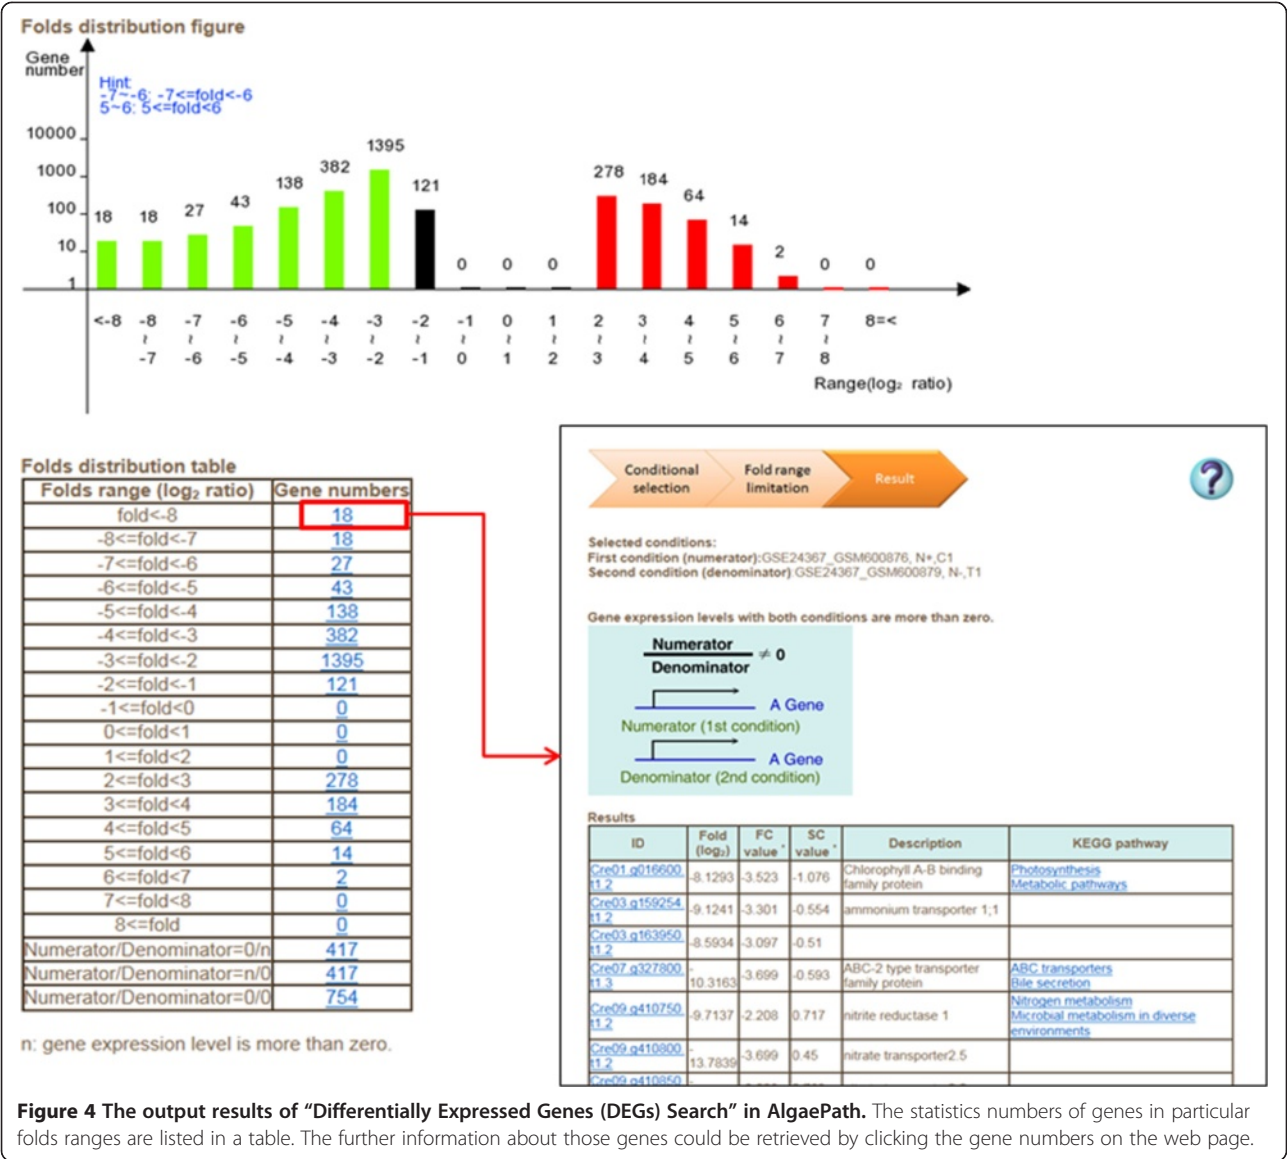 Folds distribution figure
Gene
number
Hint:
-7~-6: -7<=fold<-6
5~6: 5<=fold<6
10000
1000
100
10
1
18 18 27 43 138 382 1395 121 0 0 0 278 184 64 14 2 0 0
<-8 -8 -7 -6 -5 -4 -3 -2 -1 0 1 2 3 4 5 6 7 8=<
~ ~ ~ ~ ~ ~ ~ ~ ~ ~ ~ ~ ~ ~ ~ ~
-7 -6 -5 -4 -3 -2 -1 0 1 2 3 4 5 6 7 8
Range(log₂ ratio)
Folds distribution table
Folds range (log₂ ratio) Gene numbers
fold<-8 18
-8<=fold<-7 18
-7<=fold<-6 27
-6<=fold<-5 43
-5<=fold<-4 138
-4<=fold<-3 382
-3<=fold<-2 1395
-2<=fold<-1 121
-1<=fold<0 0
0<=fold<1 0
1<=fold<2 0
2<=fold<3 278
3<=fold<4 184
4<=fold<5 64
5<=fold<6 14
6<=fold<7 2
7<=fold<8 0
8<=fold 0
Numerator/Denominator=0/n 417
Numerator/Denominator=n/0 417
Numerator/Denominator=0/0 754
n: gene expression level is more than zero.
Conditional
selection
Fold range
limitation
Result
?
Selected conditions:
First condition (numerator):GSE24367_GSM600876, N+,C1
Second condition (denominator):GSE24367_GSM600879, N-,T1
Gene expression levels with both conditions are more than zero.
Numerator
Denominator
≠ 0
A Gene
Numerator (1st condition)
A Gene
Denominator (2nd condition)
Results
ID Fold (log₂) FC value * SC value * Description KEGG pathway
Cre01.g016600.t1.2 -8.1293 -3.523 -1.076 Chlorophyll A-B binding family protein Photosynthesis Metabolic pathways
Cre03.g159254.t1.2 -9.1241 -3.301 -0.554 ammonium transporter 1;1
Cre03.g163950.t1.2 -8.5934 -3.097 -0.51
Cre07.g327800.t1.3 -10.3163 -3.699 -0.593 ABC-2 type transporter family protein ABC transporters Bile secretion
Cre09.g410750.t1.2 -9.7137 -2.208 0.717 nitrite reductase 1 Nitrogen metabolism Microbial metabolism in diverse environments
Cre09.g410800.t1.2 -13.7839 -3.699 0.45 nitrate transporter2.5
Cre09.g410850.
Figure 4 The output results of “Differentially Expressed Genes (DEGs) Search” in AlgaePath. The statistics numbers of genes in particular
folds ranges are listed in a table. The further information about those genes could be retrieved by clicking the gene numbers on the web page.